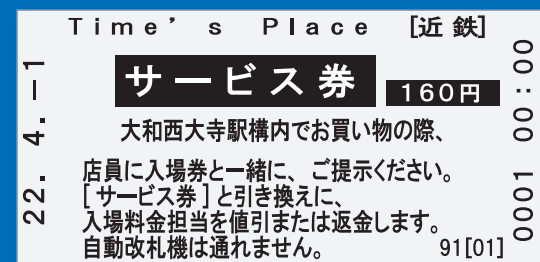 Time's Place [近鉄]
サービス券 160円
大和西大寺駅構内でお買い物の際、
店員に入場券と一緒に、ご提示ください。
[サービス券]と引き換えに、
入場料金担当を値引または返金します。
自動改札機は通れません。 91[01]
22. 4.-1
0001 00:00